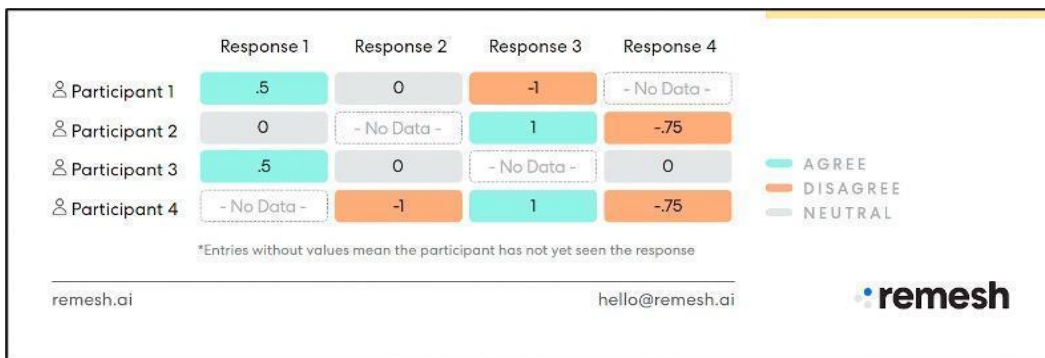 Response 1 Response 2 Response 3 Response 4
Participant 1 .5 0 -1 - No Data -
Participant 2 0 - No Data - 1 -.75
Participant 3 .5 0 - No Data - 0
Participant 4 - No Data - -1 1 -.75
AGREE
DISAGREE
NEUTRAL
*Entries without values mean the participant has not yet seen the response
remesh.ai hello@remesh.ai remesh